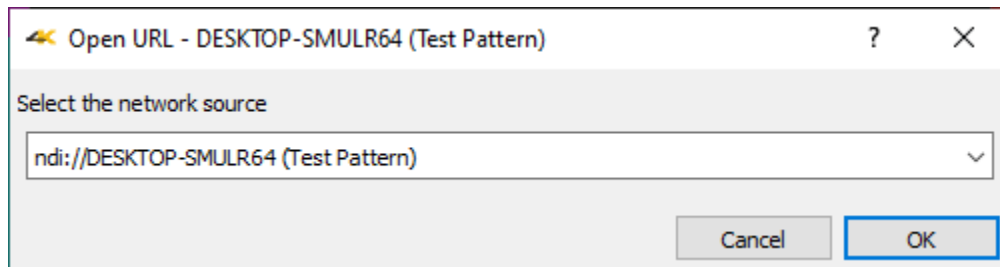 Open URL - DESKTOP-SMULR64 (Test Pattern) ?
Select the network source
ndi://DESKTOP-SMULR64 (Test Pattern)
Cancel OK